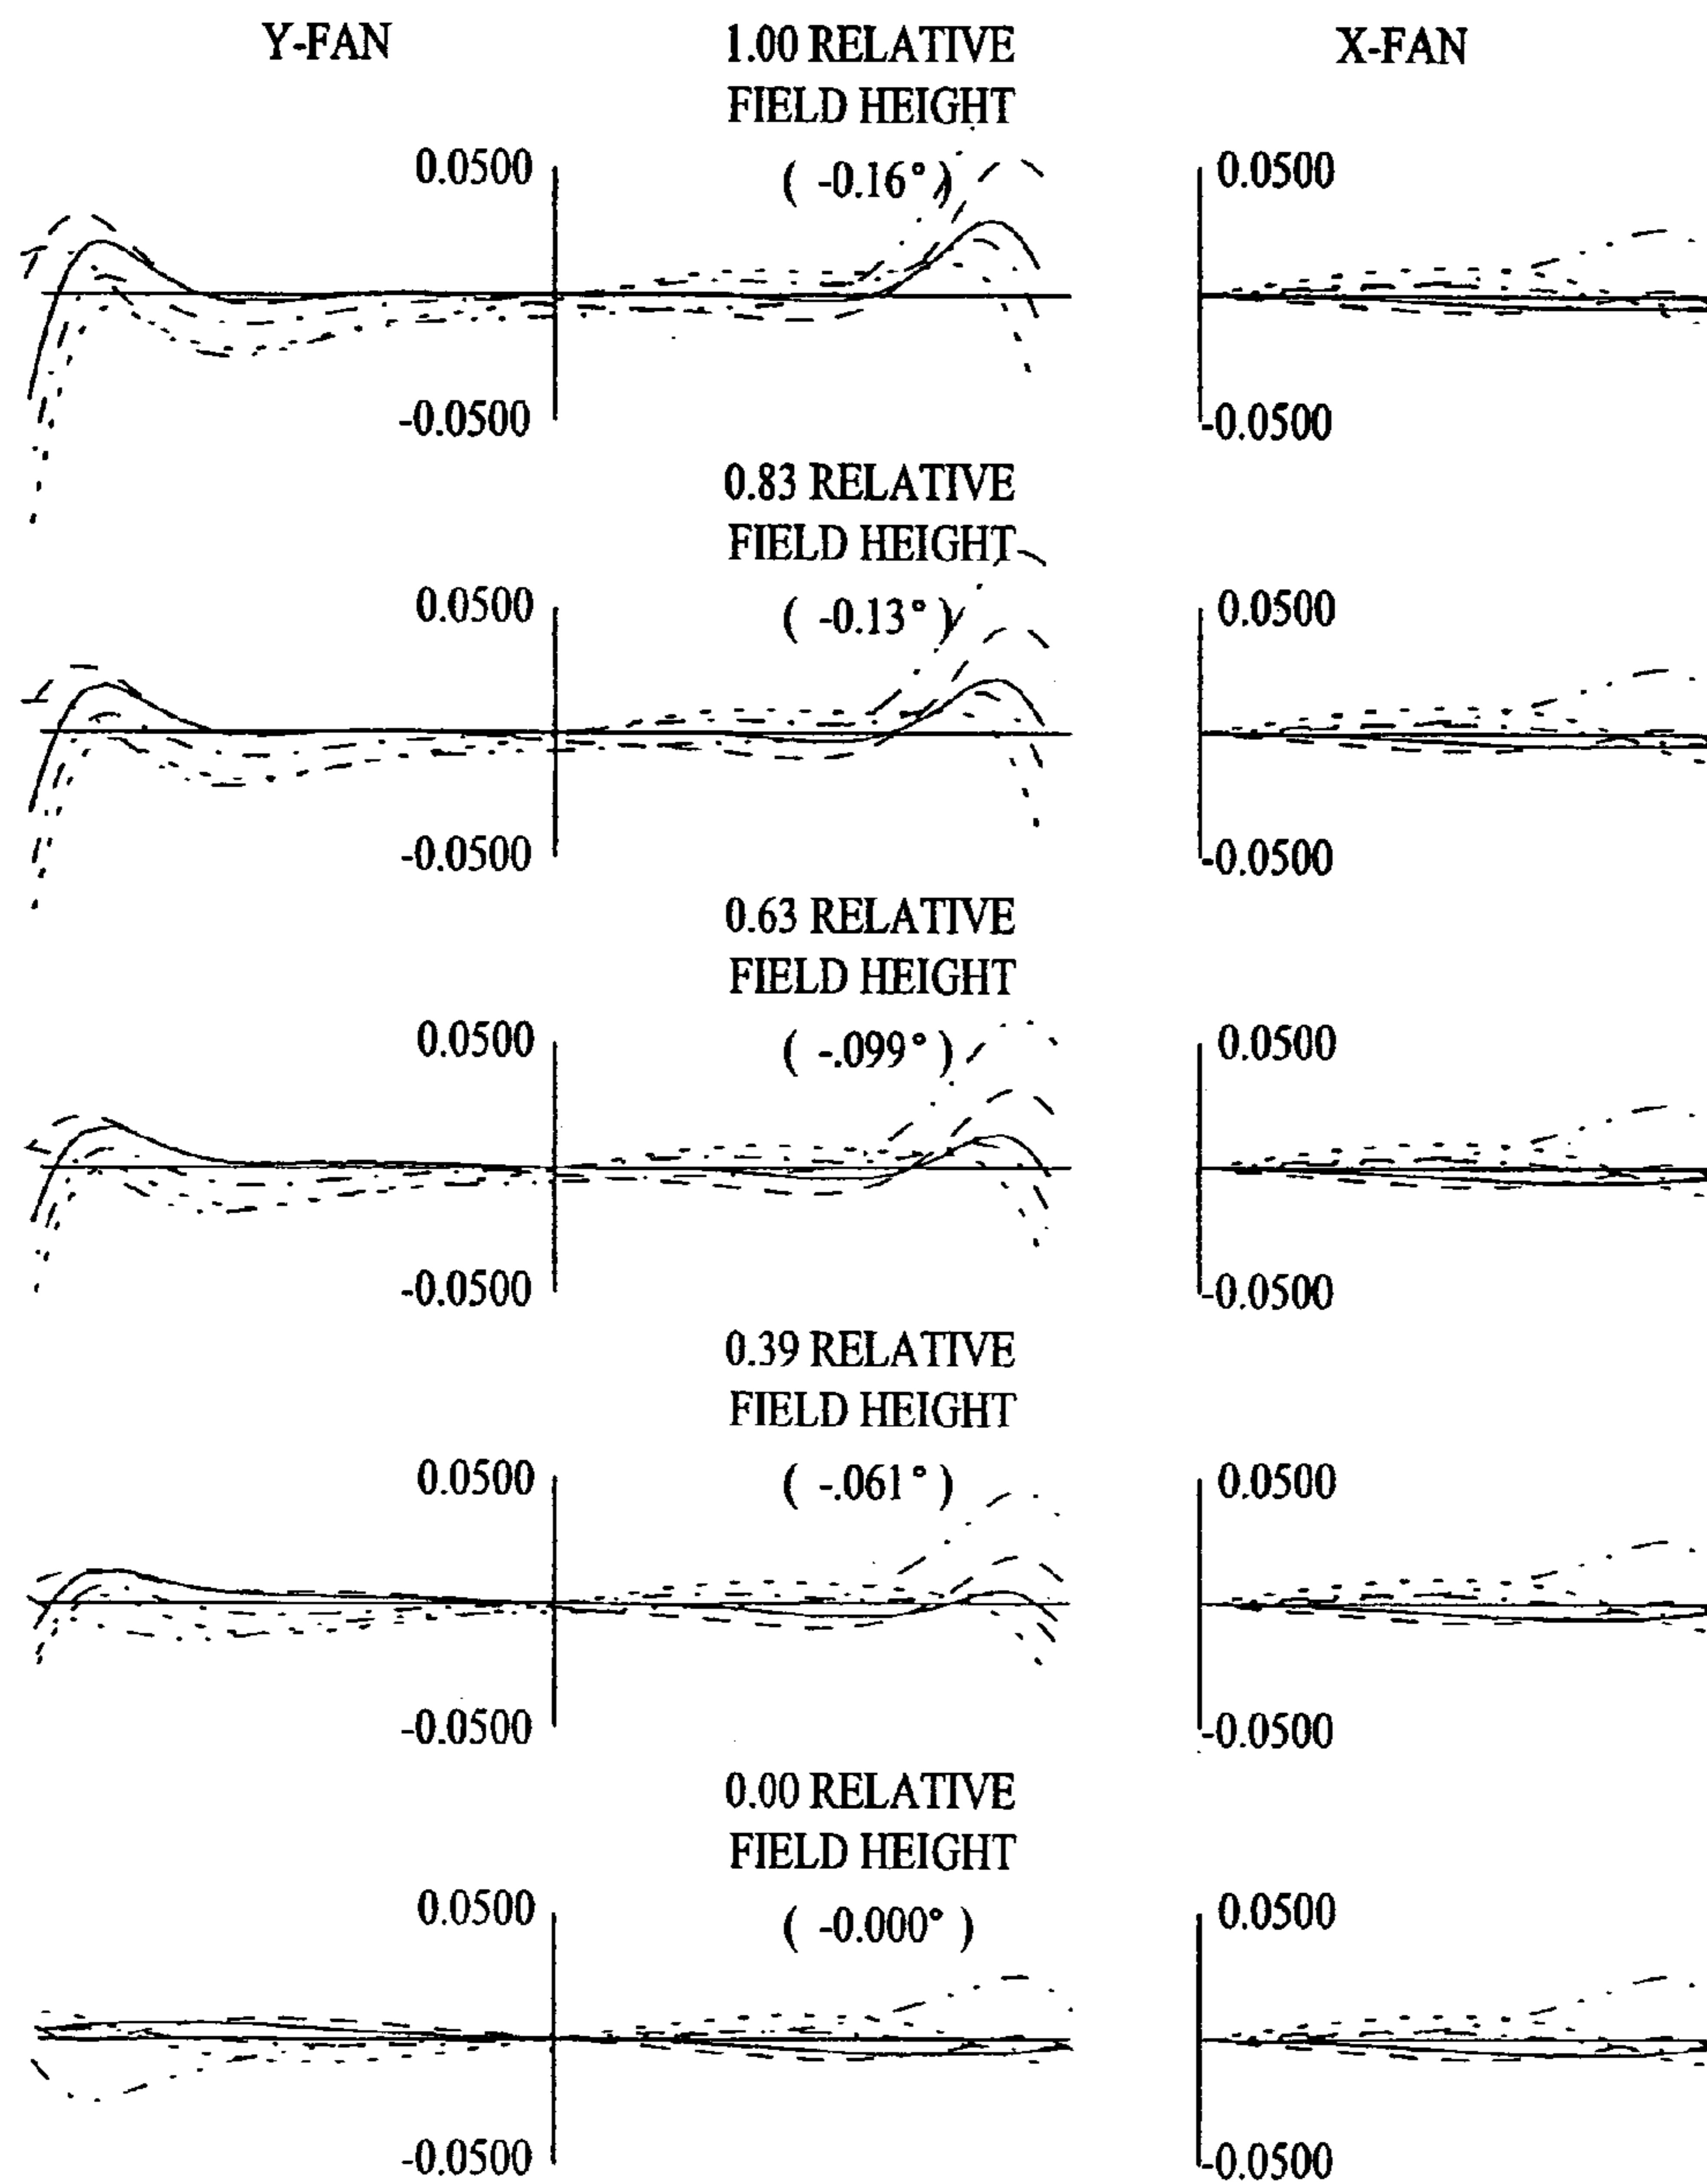 Y-FAN
1.00 RELATIVE
FIELD HEIGHT
( -0.16° )
X-FAN
0.0500
-0.0500
0.0500
-0.0500
0.83 RELATIVE
FIELD HEIGHT
( -0.13° )
0.0500
-0.0500
0.0500
-0.0500
0.63 RELATIVE
FIELD HEIGHT
( -.099° )
0.0500
-0.0500
0.0500
-0.0500
0.39 RELATIVE
FIELD HEIGHT
( -.061° )
0.0500
-0.0500
0.0500
-0.0500
0.00 RELATIVE
FIELD HEIGHT
( -0.000° )
0.0500
-0.0500
0.0500
-0.0500